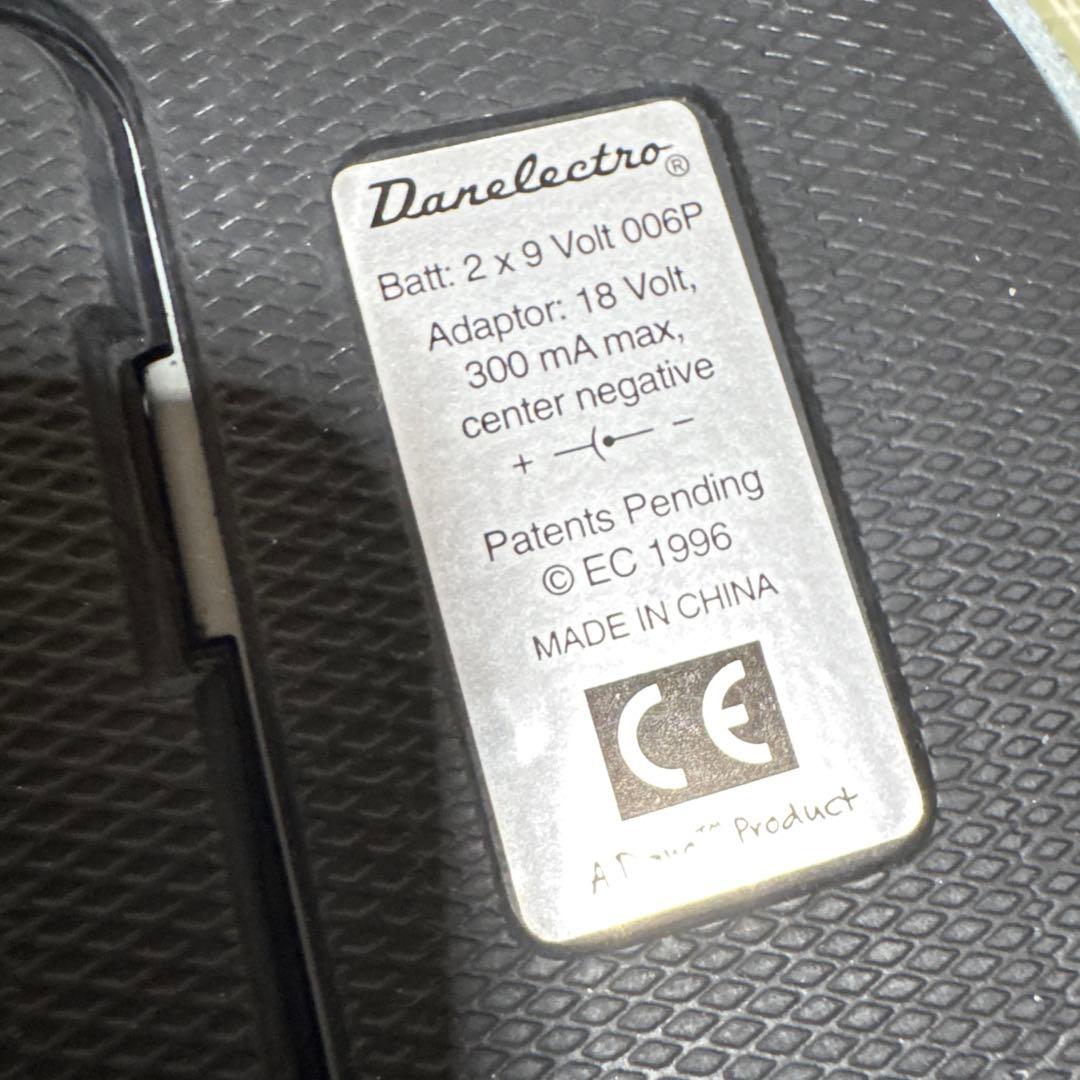 Danelectro®
Batt: 2 x 9 Volt 006P
Adaptor: 18 Volt,
300 mA max,
center negative
+ −
Patents Pending
© EC 1996
MADE IN CHINA
CE
A ™ Product